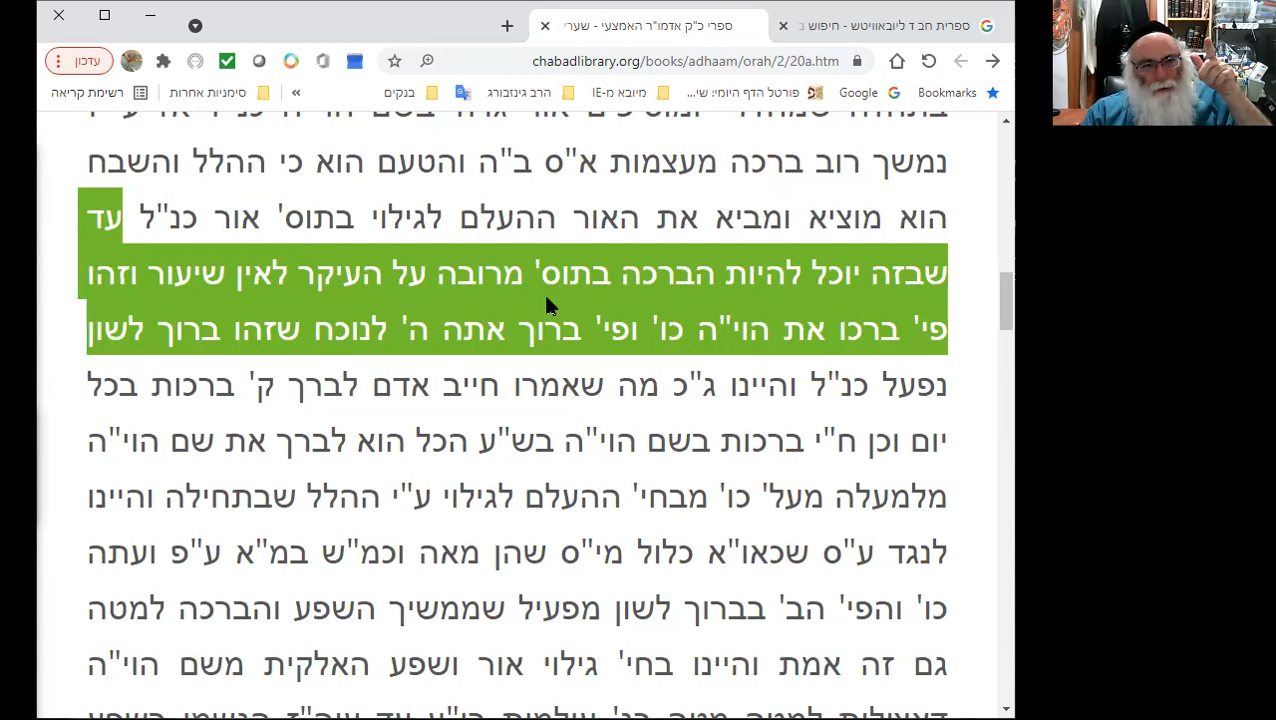 ספרי כ"ק אדמו"ר האמצעי - שערי
ספרית חב ד ליובאוויטש - חיפוש ב
עדכון
chabadlibrary.org/books/adhaam/orah/2/20a.htm
Bookmarks
Google
פורטל הדף היומי: שי...
מיובא מ-IE
הרב גינזבורג
בנקים
«
סימניות אחרות
רשימת קריאה
נמשך רוב ברכה מעצמות א"ס ב"ה והטעם הוא כי ההלל והשבח
הוא מוציא ומביא את האור ההעלם לגילוי בתוס' אור כנ"ל עד
שבזה יוכל להיות הברכה בתוס' מרובה על העיקר לאין שיעור וזהו
פי' ברכו את הוי"ה כו' ופי' ברוך אתה ה' לנוכח שזהו ברוך לשון
נפעל כנ"ל והיינו ג"כ מה שאמרו חייב אדם לברך ק' ברכות בכל
יום וכן ח"י ברכות בשם הוי"ה בש"ע הכל הוא לברך את שם הוי"ה
מלמעלה מעל' כו' מבחי' ההעלם לגילוי ע"י ההלל שבתחילה והיינו
לנגד ע"ס שכאו"א כלול מי"ס שהן מאה וכמ"ש במ"א ע"פ ועתה
כו' והפי' הב' בברוך לשון מפעיל שממשיך השפע והברכה למטה
גם זה אמת והיינו בחי' גילוי אור ושפע האלקית משם הוי"ה